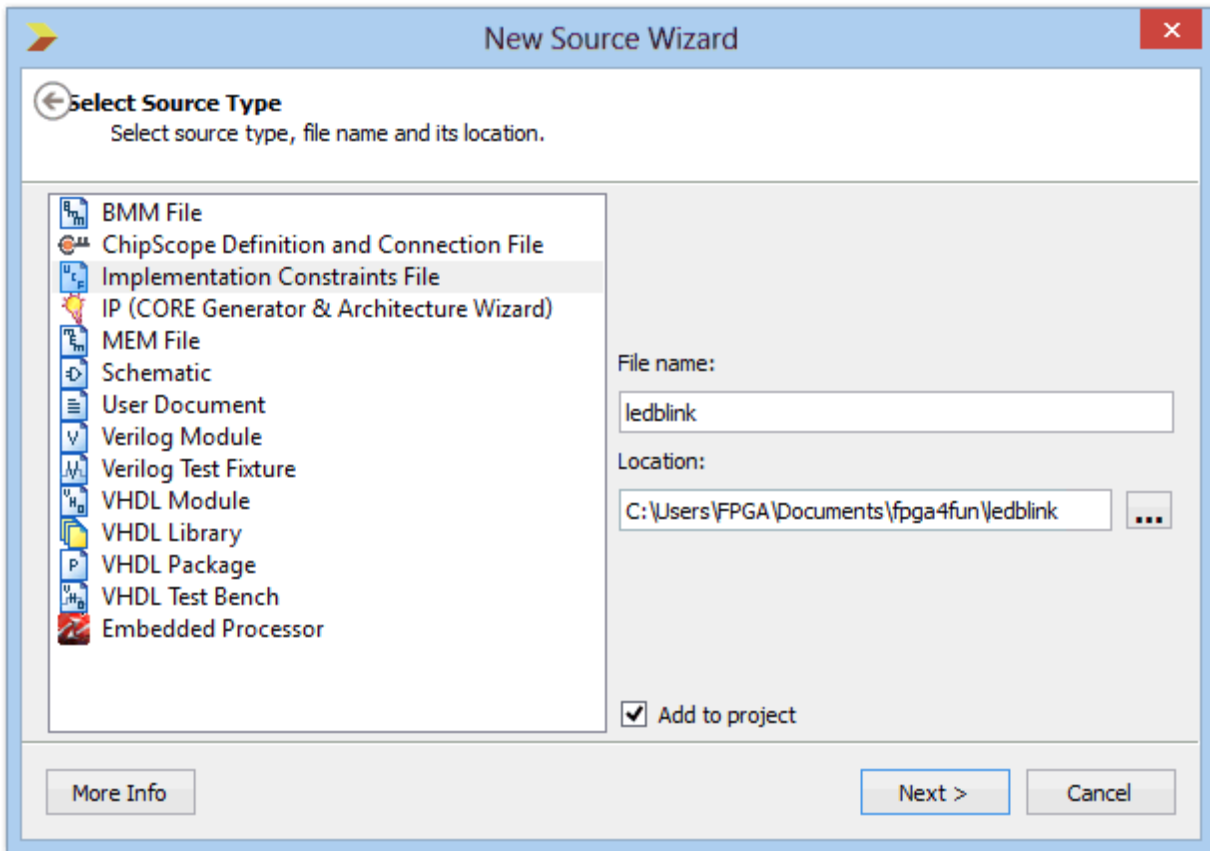 New Source Wizard
Select Source Type
Select source type, file name and its location.
BMM File
ChipScope Definition and Connection File
Implementation Constraints File
IP (CORE Generator & Architecture Wizard)
MEM File
Schematic
User Document
Verilog Module
Verilog Test Fixture
VHDL Module
VHDL Library
VHDL Package
VHDL Test Bench
Embedded Processor
File name:
ledblink
Location:
C:\Users\FPGA\Documents\fpga4fun\ledblink
...
Add to project
More Info
Next >
Cancel